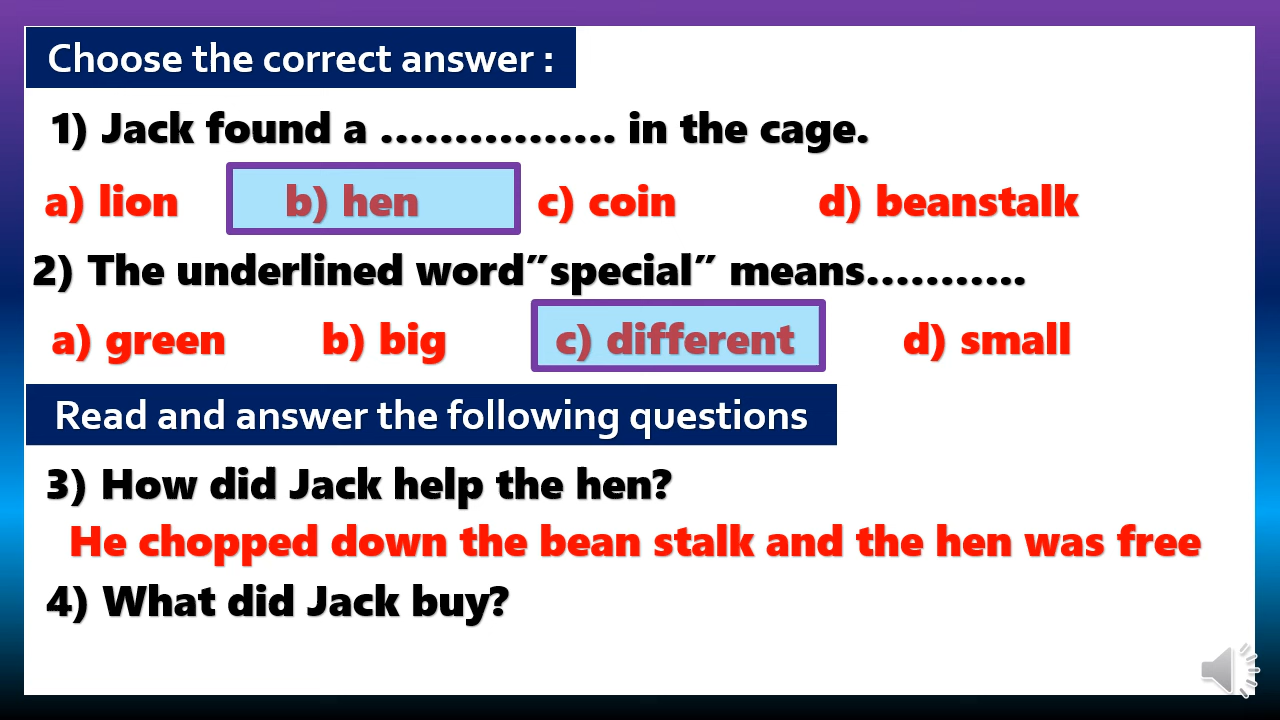 Choose the correct answer :
1) Jack found a ................ in the cage.
a) lion b) hen c) coin d) beanstalk
2) The underlined word”special” means...........
a) green b) big c) different d) small
Read and answer the following questions
3) How did Jack help the hen?
He chopped down the bean stalk and the hen was free
4) What did Jack buy?